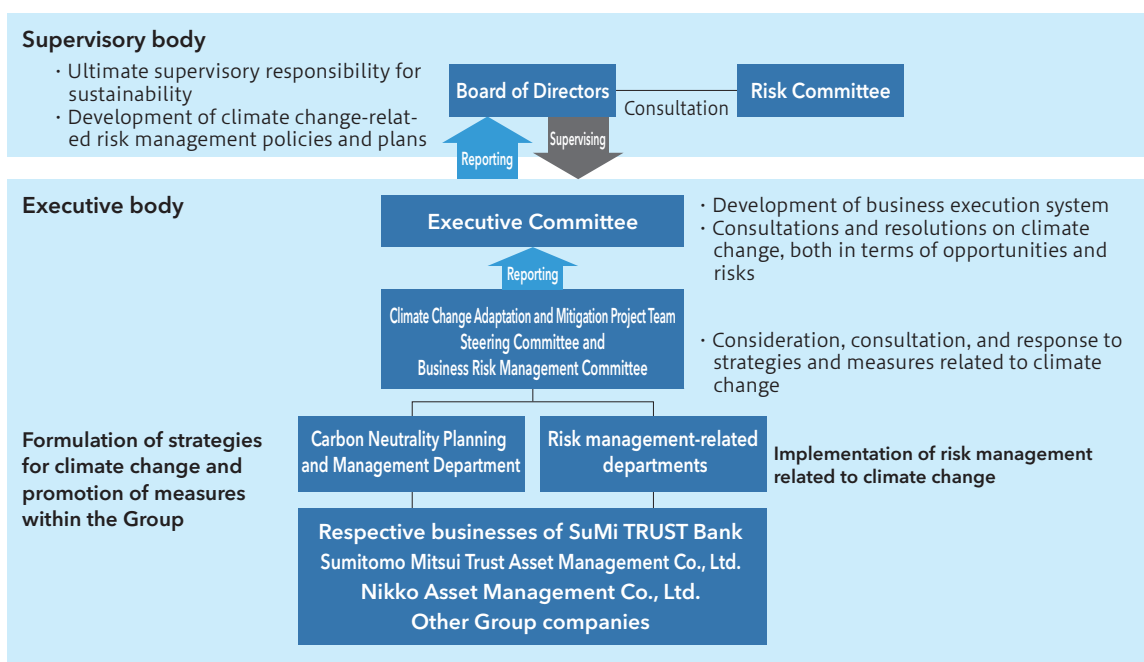 Supervisory body
・Ultimate supervisory responsibility for
sustainability
・Development of climate change-relat-
ed risk management policies and plans
Board of Directors
Consultation
Risk Committee
Reporting
Supervising
Executive body
Executive Committee
・Development of business execution system
・Consultations and resolutions on climate
change, both in terms of opportunities and
risks
Reporting
Climate Change Adaptation and Mitigation Project Team
Steering Committee and
Business Risk Management Committee
・Consideration, consultation, and response to
strategies and measures related to climate
change
Formulation of strategies
for climate change and
promotion of measures
within the Group
Carbon Neutrality Planning
and Management Department
Risk management-related
departments
Implementation of risk management
related to climate change
Respective businesses of SuMi TRUST Bank
Sumitomo Mitsui Trust Asset Management Co., Ltd.
Nikko Asset Management Co., Ltd.
Other Group companies